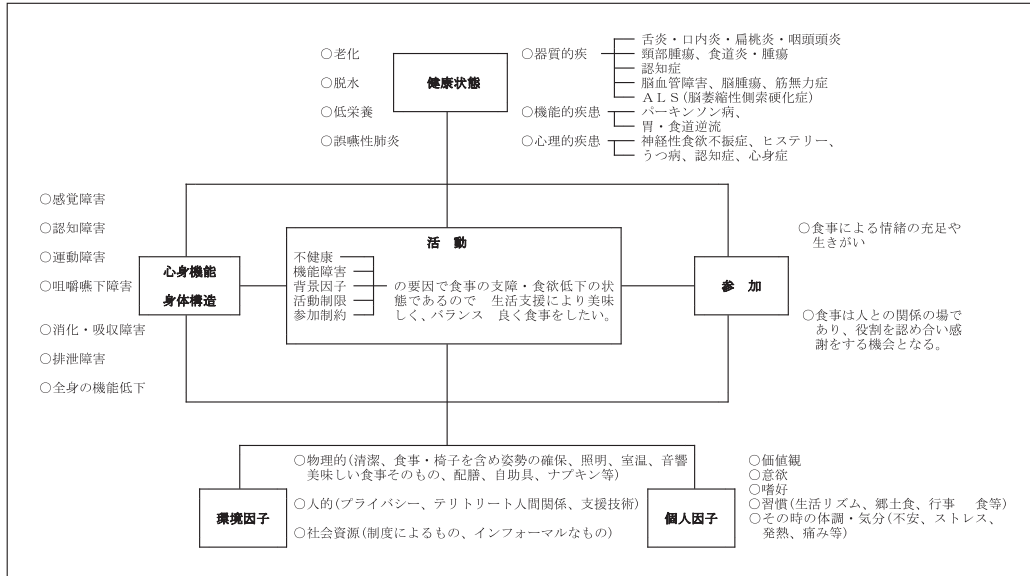 ○老化
○脱水
○低栄養
○誤嚥性肺炎
健康状態
○器質的疾
舌炎・口内炎・扁桃炎・咽頭頭炎
頸部腫瘍、食道炎・腫瘍
認知症
脳血管障害、脳腫瘍、筋無力症
ＡＬＳ(脳萎縮性側索硬化症)
○機能的疾患
パーキンソン病、
胃・食道逆流
○心理的疾患
神経性食欲不振症、ヒステリー、
うつ病、認知症、心身症
○感覚障害
○認知障害
○運動障害
○咀嚼嚥下障害
○消化・吸収障害
○排泄障害
○全身の機能低下
心身機能
身体構造
活　動
不健康
機能障害
背景因子
活動制限
参加制約
の要因で食事の支障・食欲低下の状
態であるので　生活支援により美味
しく、バランス　良く食事をしたい。
参　加
○食事による情緒の充足や
生きがい
○食事は人との関係の場で
あり、役割を認め合い感
謝をする機会となる。
環境因子
○物理的(清潔、食事・椅子を含め姿勢の確保、照明、室温、音響
美味しい食事そのもの、配膳、自助具、ナプキン等)
○人的(プライバシー、テリトリート人間関係、支援技術)
○社会資源(制度によるもの、インフォーマルなもの)
個人因子
○価値観
○意欲
○嗜好
○習慣(生活リズム、郷土食、行事　食等)
○その時の体調・気分(不安、ストレス、
発熱、痛み等)